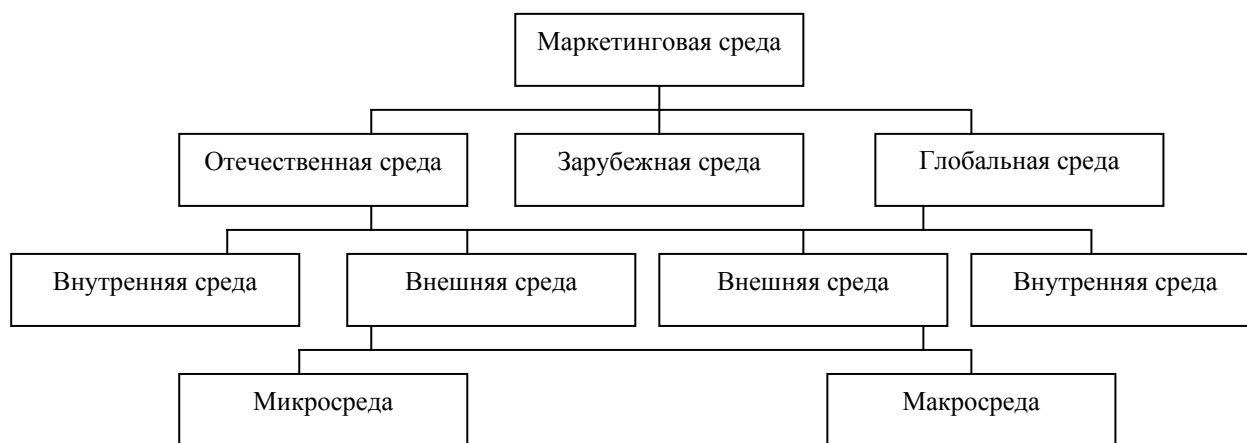 Маркетинговая среда
Отечественная среда
Зарубежная среда
Глобальная среда
Внутренняя среда
Внешняя среда
Внешняя среда
Внутренняя среда
Микросреда
Макросреда